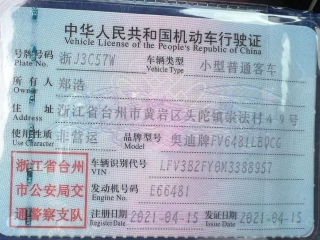 中华人民共和国机动车行驶证
Vehicle License of the People's Republic of China
号牌号码 浙J3C57W 车辆类型 小型普通客车
Plate No. Vehicle Type
所有人 郑浩
Owner
住址 浙江省台州市黄岩区头陀镇崇法村49号
Address
使用性质 非营运 品牌型号 奥迪牌FV6481LBQCG
Model
浙江省台州市公安局交通警察支队
车辆识别代号 LFV3B2FY0M3388957
VIN
发动机号码 E66481
Engine No.
注册日期 2021-04-15 发证日期 2021-04-15
Register Date Issue Date